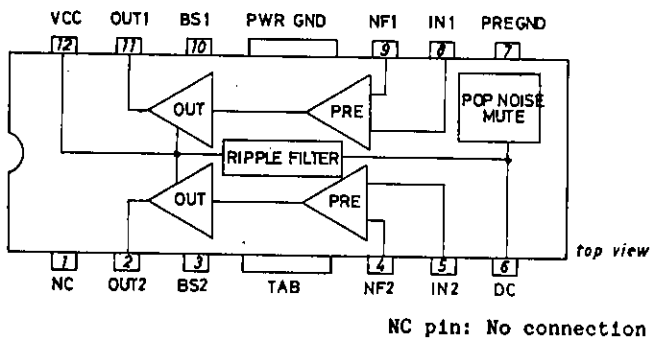 VCC OUT1 BS1 PWR GND NF1 IN1 PREGND
12 11 10 9 8 7
OUT PRE POP NOISE
MUTE
RIPPLE FILTER
OUT PRE
top view
1 2 3 4 5 6
NC OUT2 BS2 TAB NF2 IN2 DC
NC pin: No connection